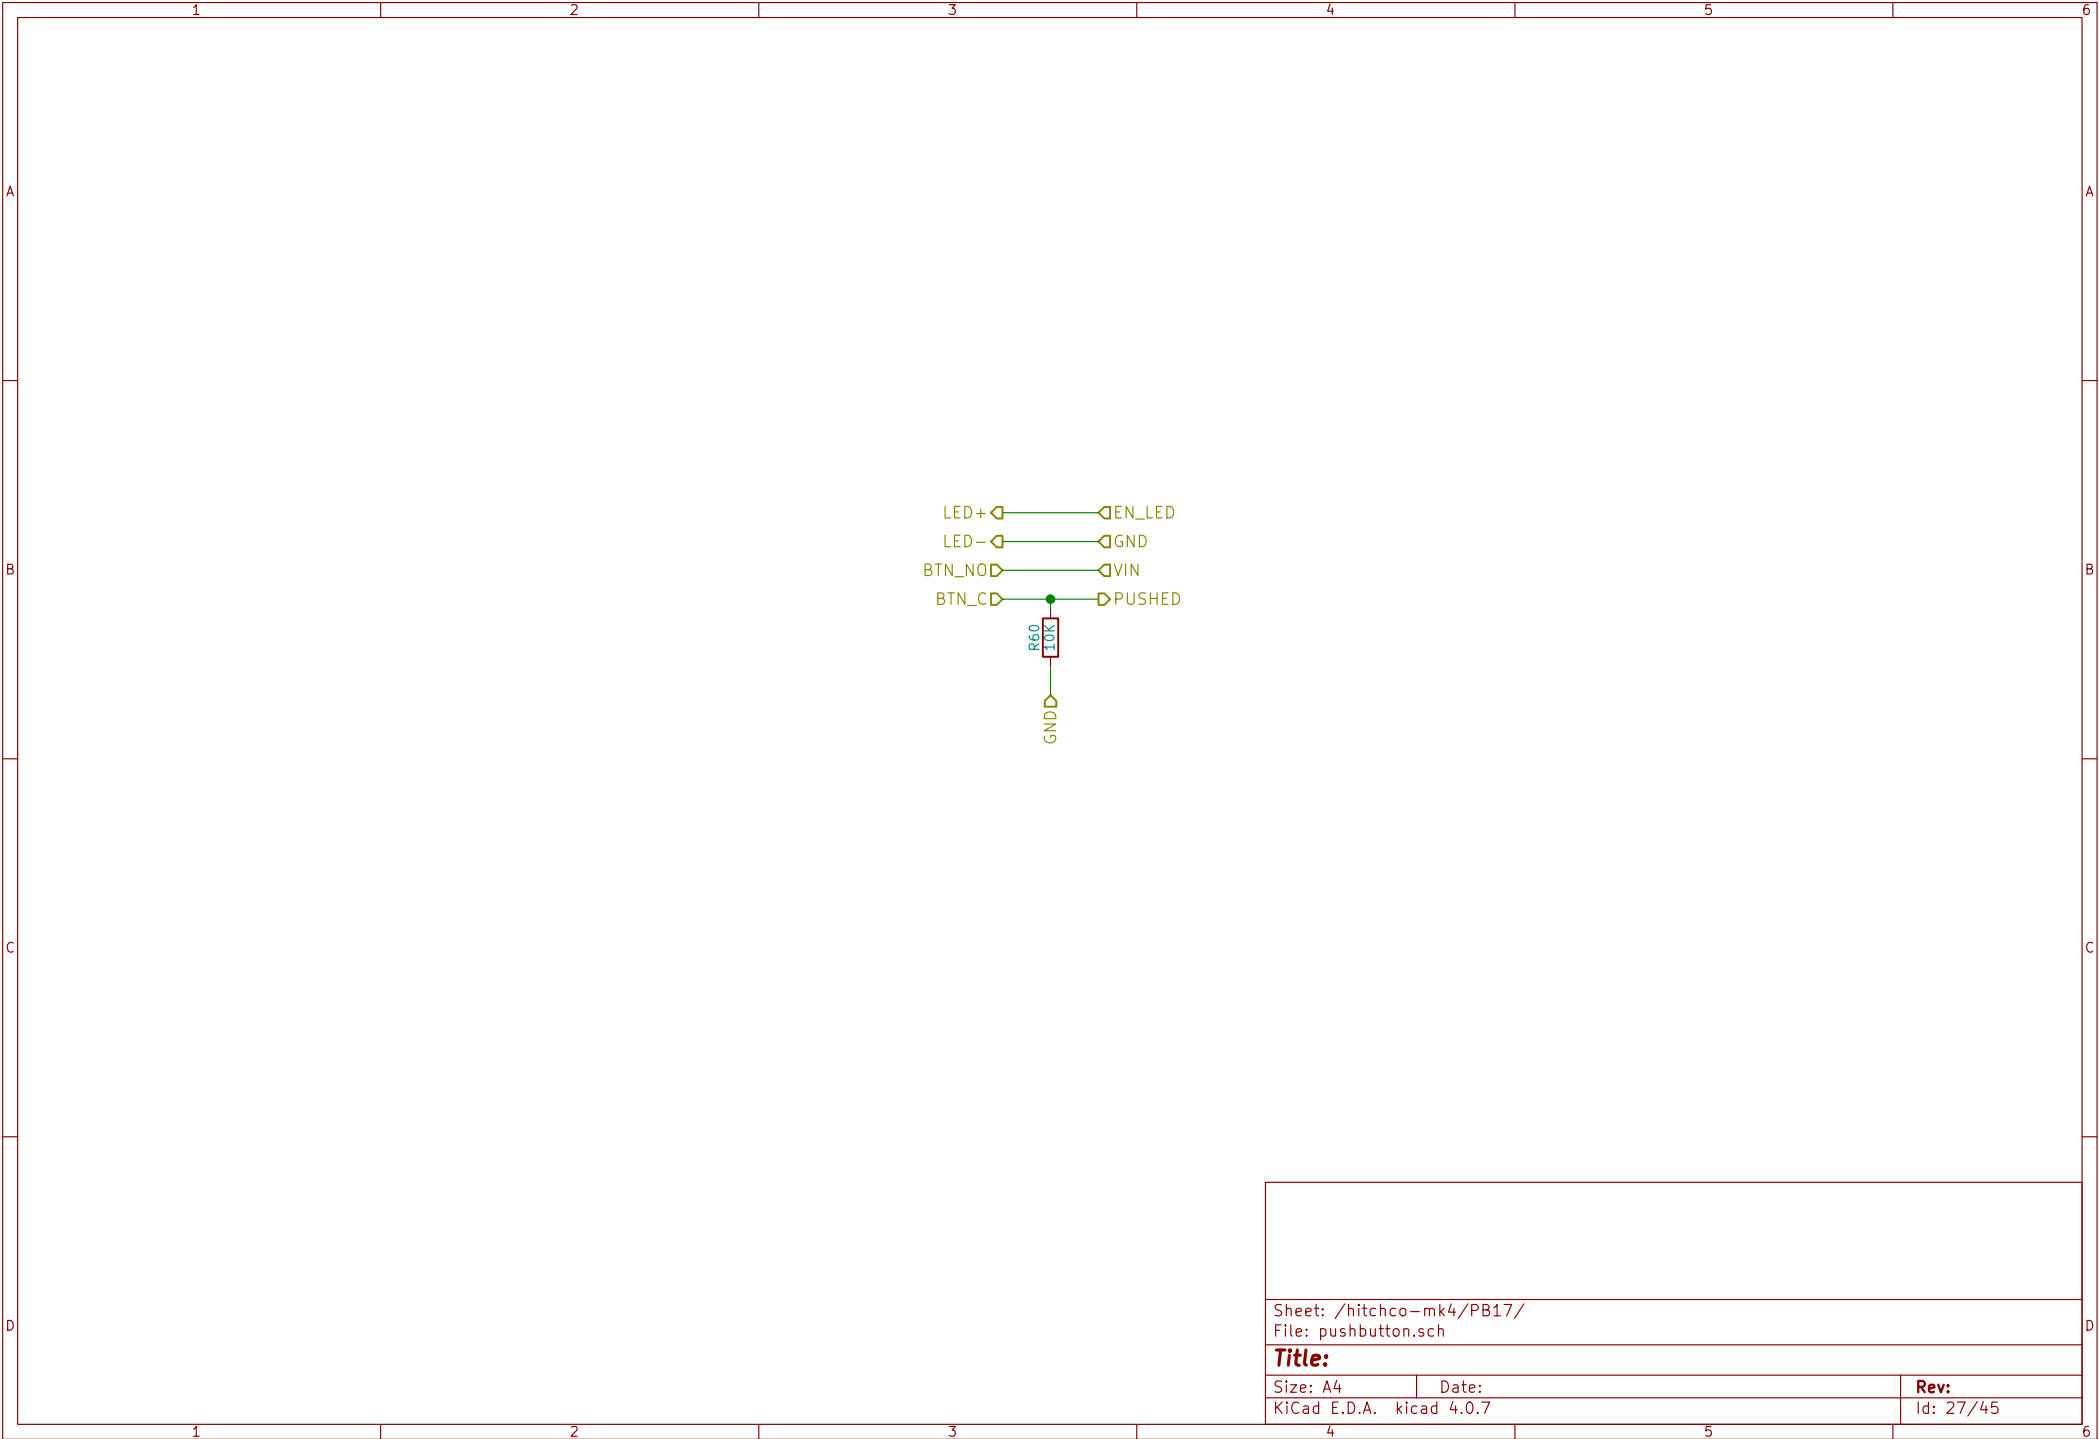 1 2 3 4 5 6
A A
LED+ EN_LED
LED- GND
B BTN_NO VIN B
BTN_C PUSHED
R60
10K
GND
C C
Sheet: /hitchco-mk4/PB17/
D File: pushbutton.sch D
Title:
Size: A4 Date: Rev:
KiCad E.D.A. kicad 4.0.7 Id: 27/45
1 2 3 4 5 6